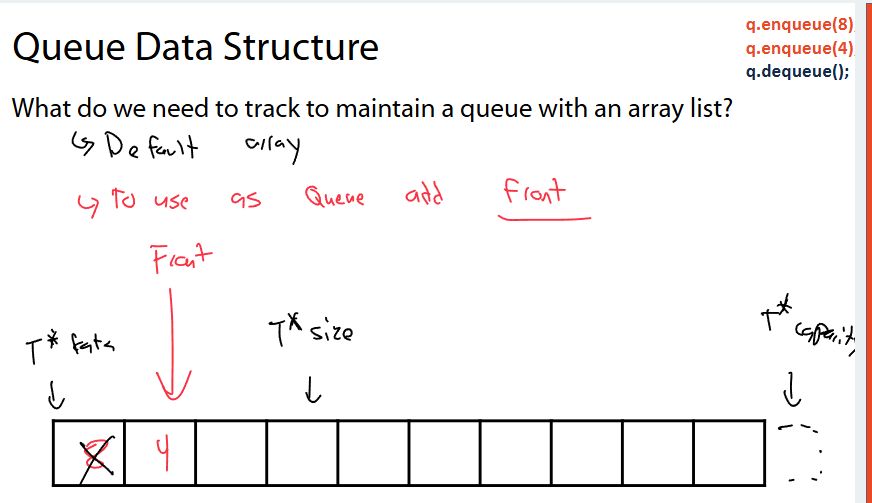 Queue Data Structure
q.enqueue(8)
q.enqueue(4)
q.dequeue();
What do we need to track to maintain a queue with an array list?
↳ Default array
↳ To use as Queue add Front
Front
T* size
T* capacity
T* data
8 4